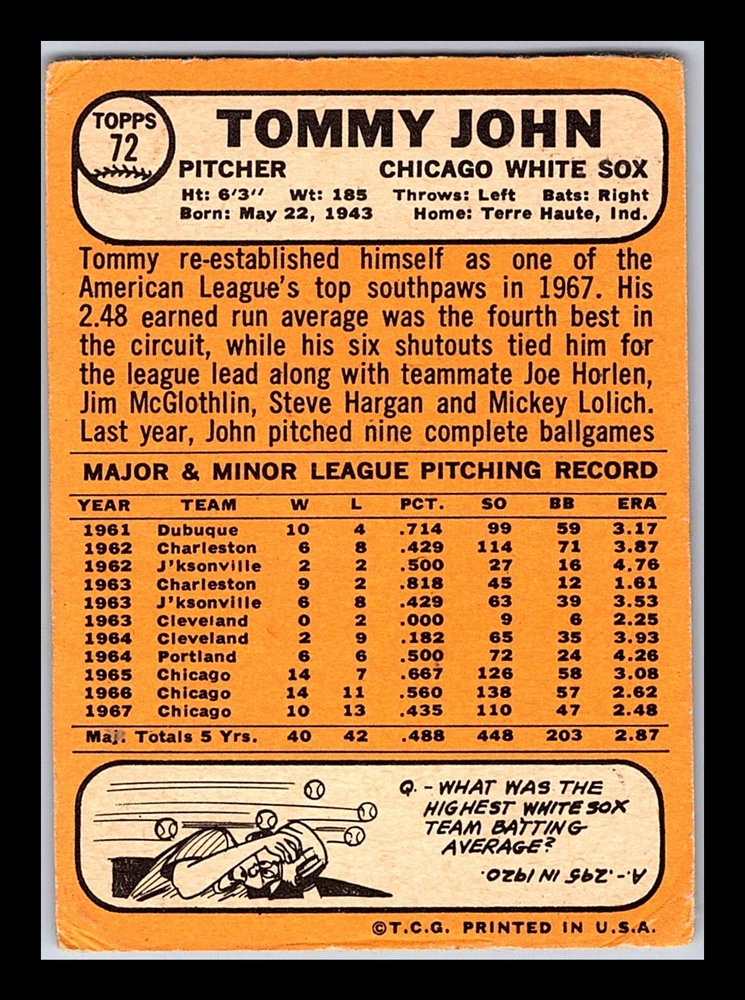 TOPPS
72
TOMMY JOHN
PITCHER CHICAGO WHITE SOX
Ht: 6'3" Wt: 185 Throws: Left Bats: Right
Born: May 22, 1943 Home: Terre Haute, Ind.
Tommy re-established himself as one of the
American League's top southpaws in 1967. His
2.48 earned run average was the fourth best in
the circuit, while his six shutouts tied him for
the league lead along with teammate Joe Horlen,
Jim McGlothlin, Steve Hargan and Mickey Lolich.
Last year, John pitched nine complete ballgames
MAJOR & MINOR LEAGUE PITCHING RECORD
YEAR TEAM W L PCT. SO BB ERA
1961 Dubuque 10 4 .714 99 59 3.17
1962 Charleston 6 8 .429 114 71 3.87
1962 J'ksonville 2 2 .500 27 16 4.76
1963 Charleston 9 2 .818 45 12 1.61
1963 J'ksonville 6 8 .429 63 39 3.53
1963 Cleveland 0 2 .000 9 6 2.25
1964 Cleveland 2 9 .182 65 35 3.93
1964 Portland 6 6 .500 72 24 4.26
1965 Chicago 14 7 .667 126 58 3.08
1966 Chicago 14 11 .560 138 57 2.62
1967 Chicago 10 13 .435 110 47 2.48
Maj. Totals 5 Yrs. 40 42 .488 448 203 2.87
Q. - WHAT WAS THE
HIGHEST WHITE SOX
TEAM BATTING
AVERAGE?
A - .295 IN 1920.
©T.C.G. PRINTED IN U.S.A.